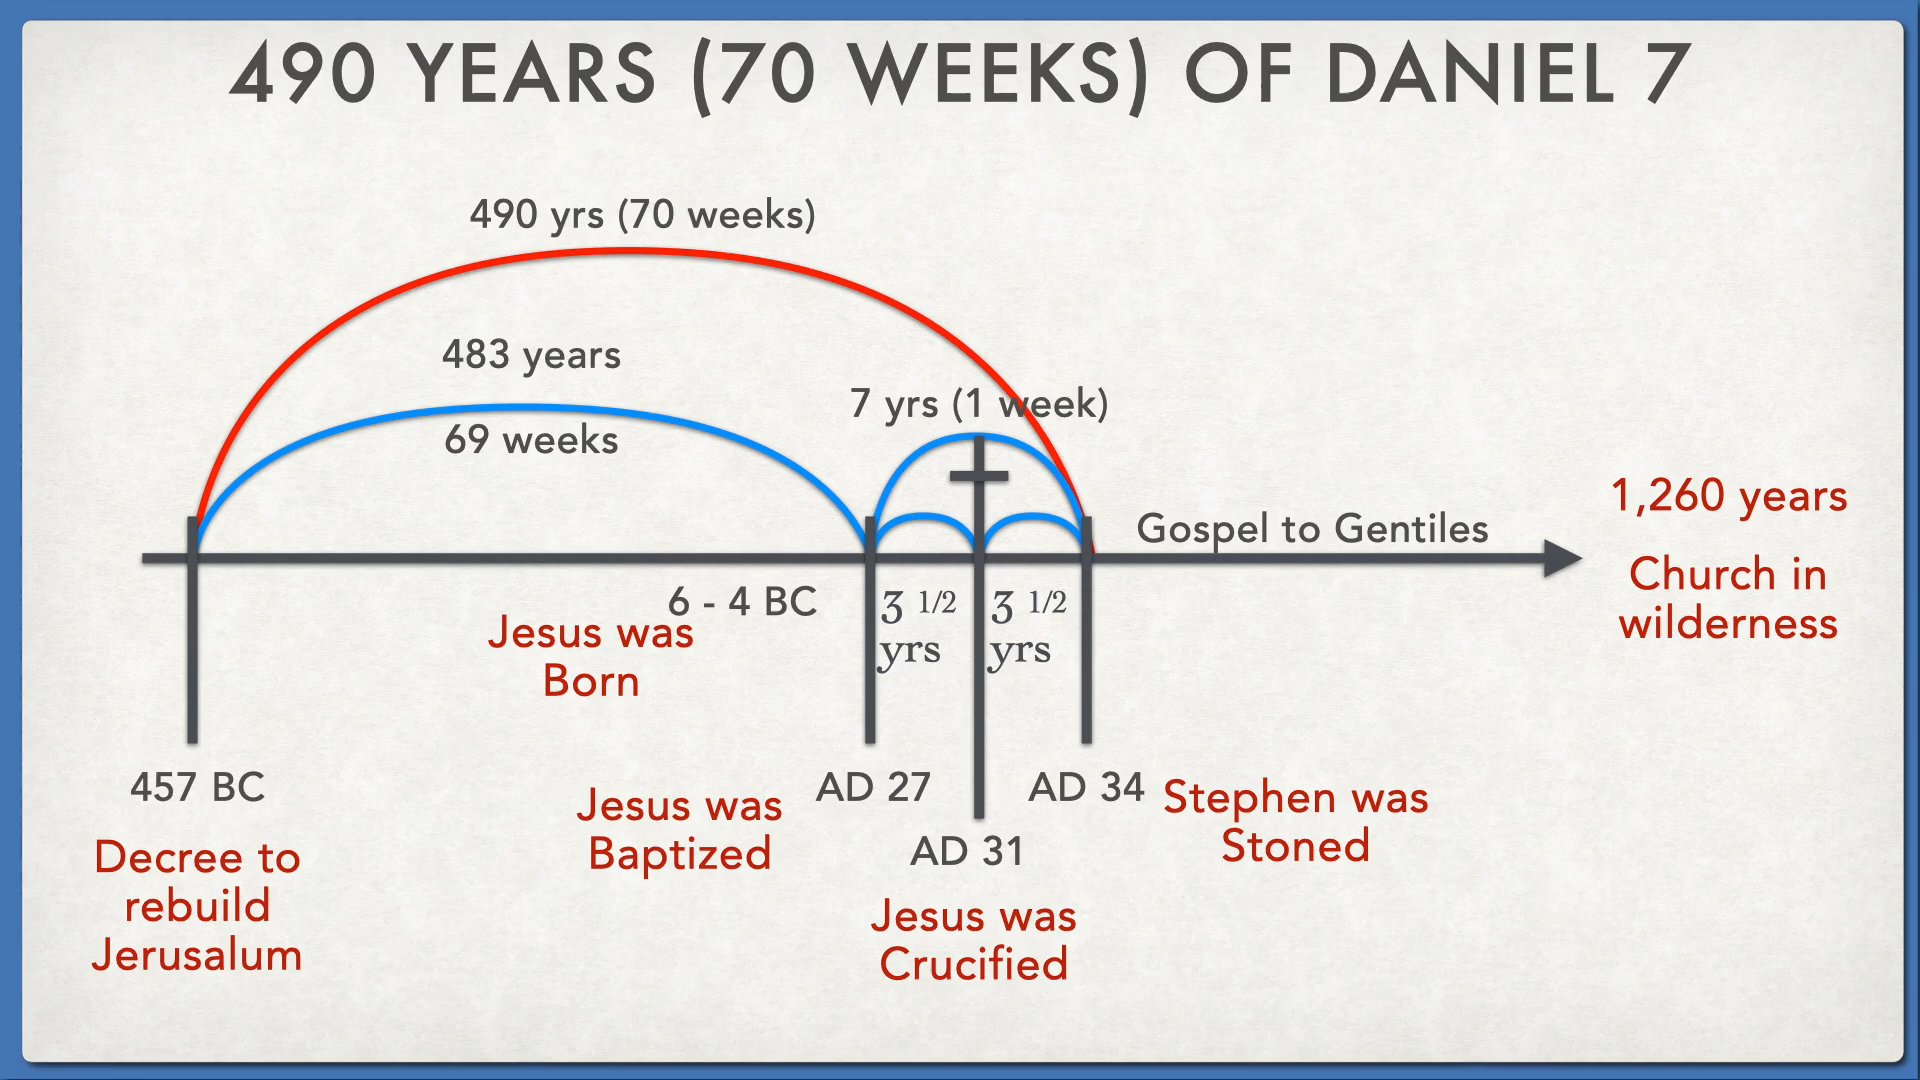 490 YEARS (70 WEEKS) OF DANIEL 7
490 yrs (70 weeks)
483 years
69 weeks
7 yrs (1 week)
Gospel to Gentiles
1,260 years
Church in
wilderness
6 - 4 BC
Jesus was
Born
3 1/2
yrs
3 1/2
yrs
457 BC
Decree to
rebuild
Jerusalum
Jesus was
Baptized
AD 27
AD 31
Jesus was
Crucified
AD 34
Stephen was
Stoned